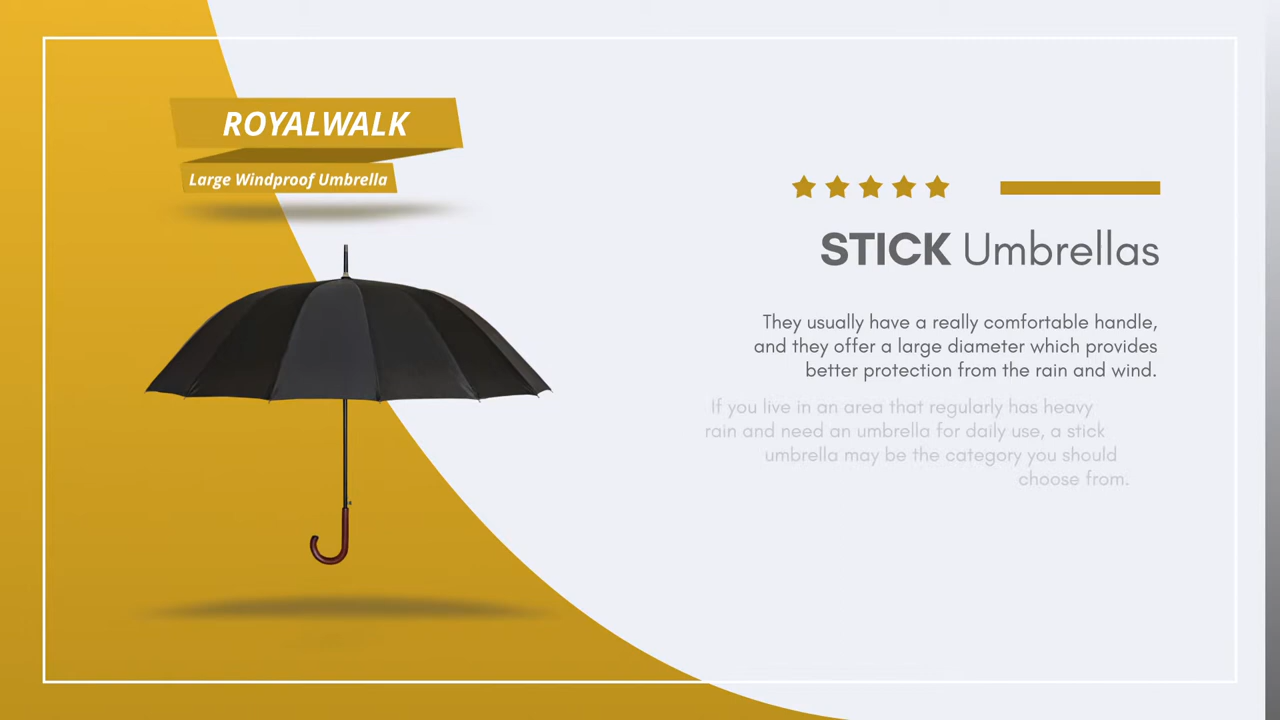 ROYALWALK
Large Windproof Umbrella
STICK Umbrellas
They usually have a really comfortable handle,
and they offer a large diameter which provides
better protection from the rain and wind.
If you live in an area that regularly has heavy
rain and need an umbrella for daily use, a stick
umbrella may be the category you should
choose from.